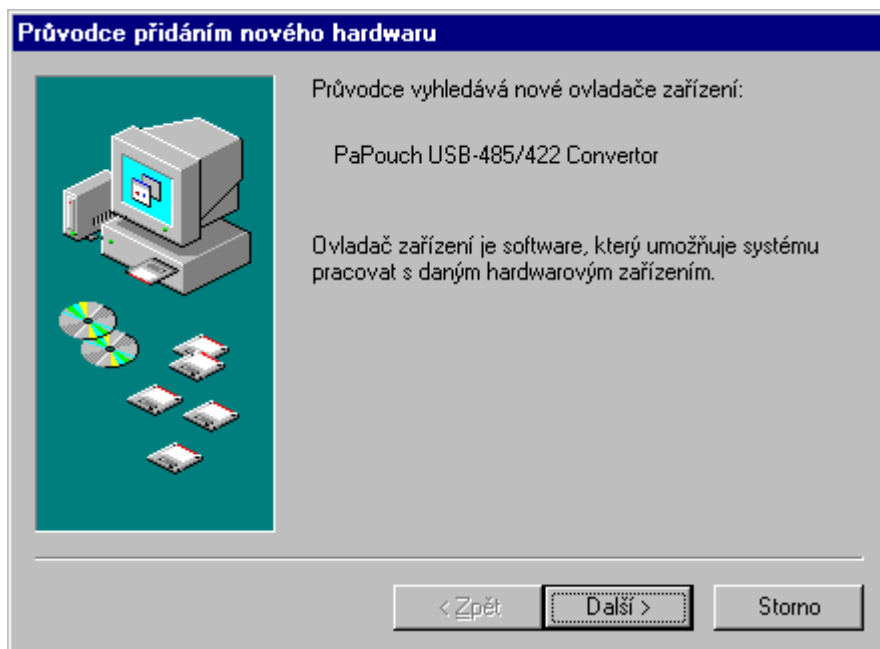 Průvodce přidáním nového hardwaru
Průvodce vyhledává nové ovladače zařízení:
PaPouch USB-485/422 Convertor
Ovladač zařízení je software, který umožňuje systému
pracovat s daným hardwarovým zařízením.
< Zpět
Další >
Storno